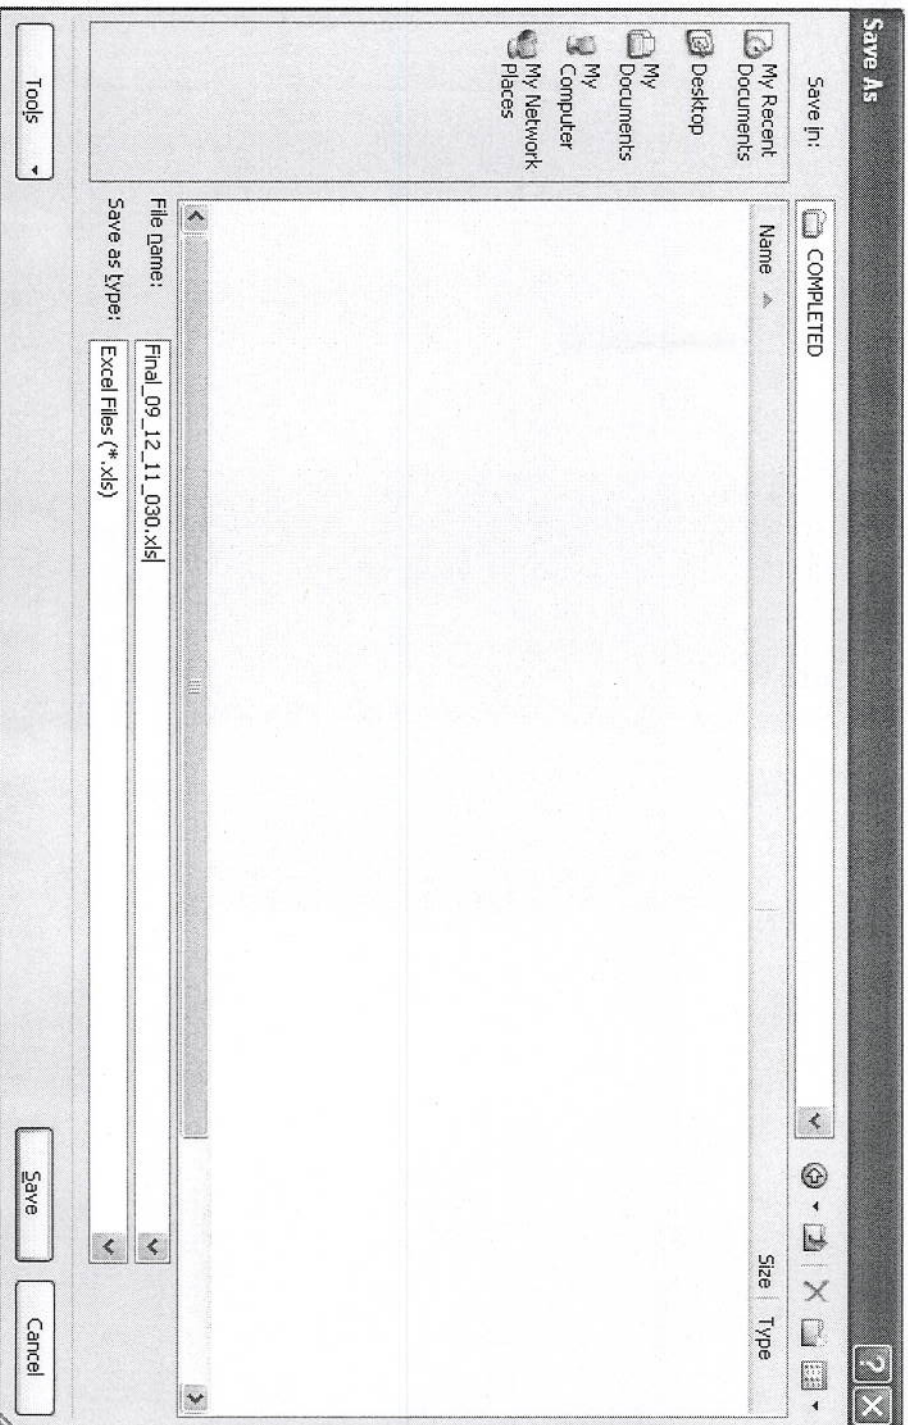 Save As
Save in:
COMPLETED
My Recent
Documents
Desktop
My
Documents
My
Computer
My Network
Places
Name
Size
Type
File name:
Final_09_12_11_030.xls
Save as type:
Excel Files (*.xls)
Tools
Save
Cancel